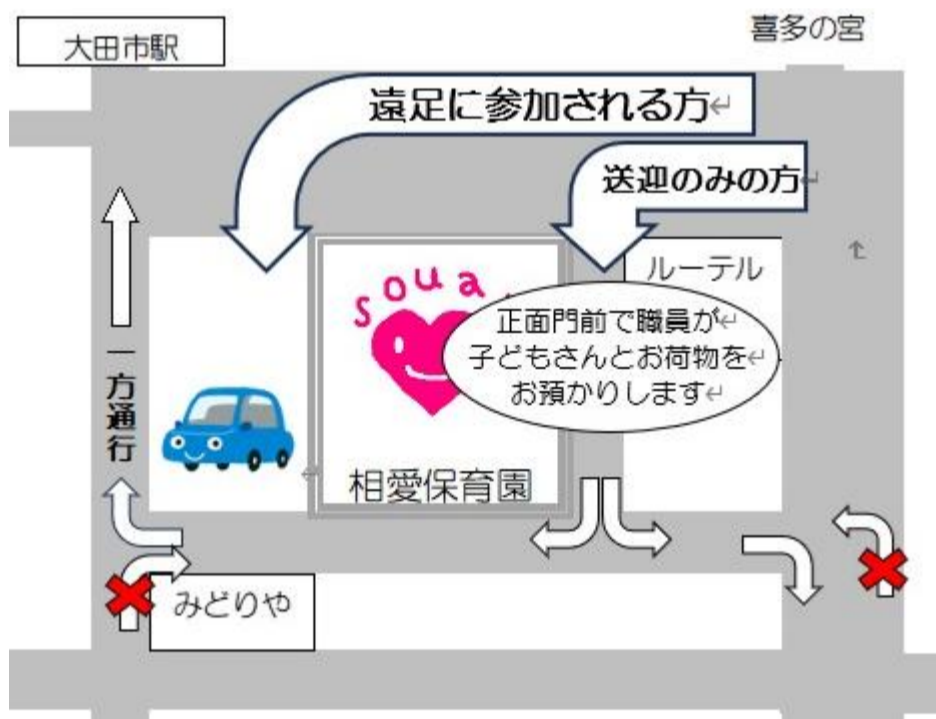 大田市駅
喜多の宮
遠足に参加される方
送迎のみの方
ルーテル
soua
正面門前で職員が
子どもさんとお荷物を
お預かりします
一方通行
相愛保育園
みどりや